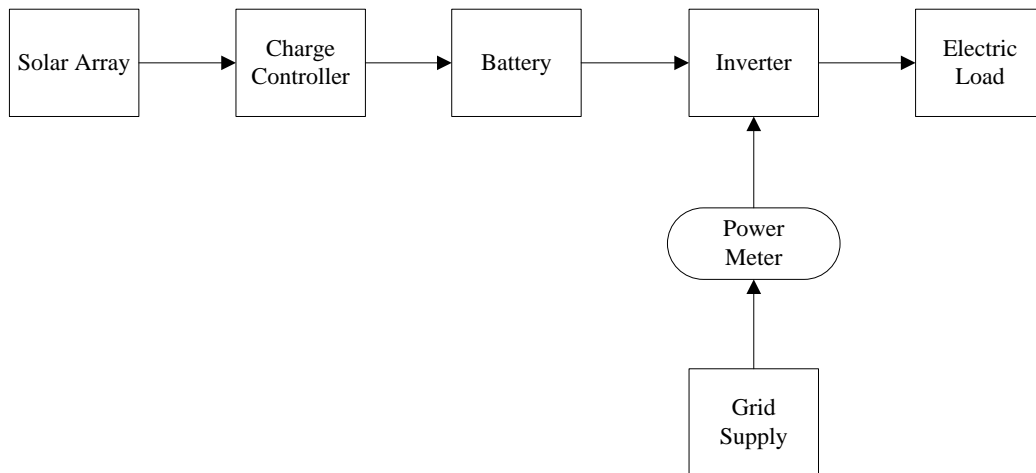 Solar Array
Charge
Controller
Battery
Inverter
Electric
Load
Power
Meter
Grid
Supply